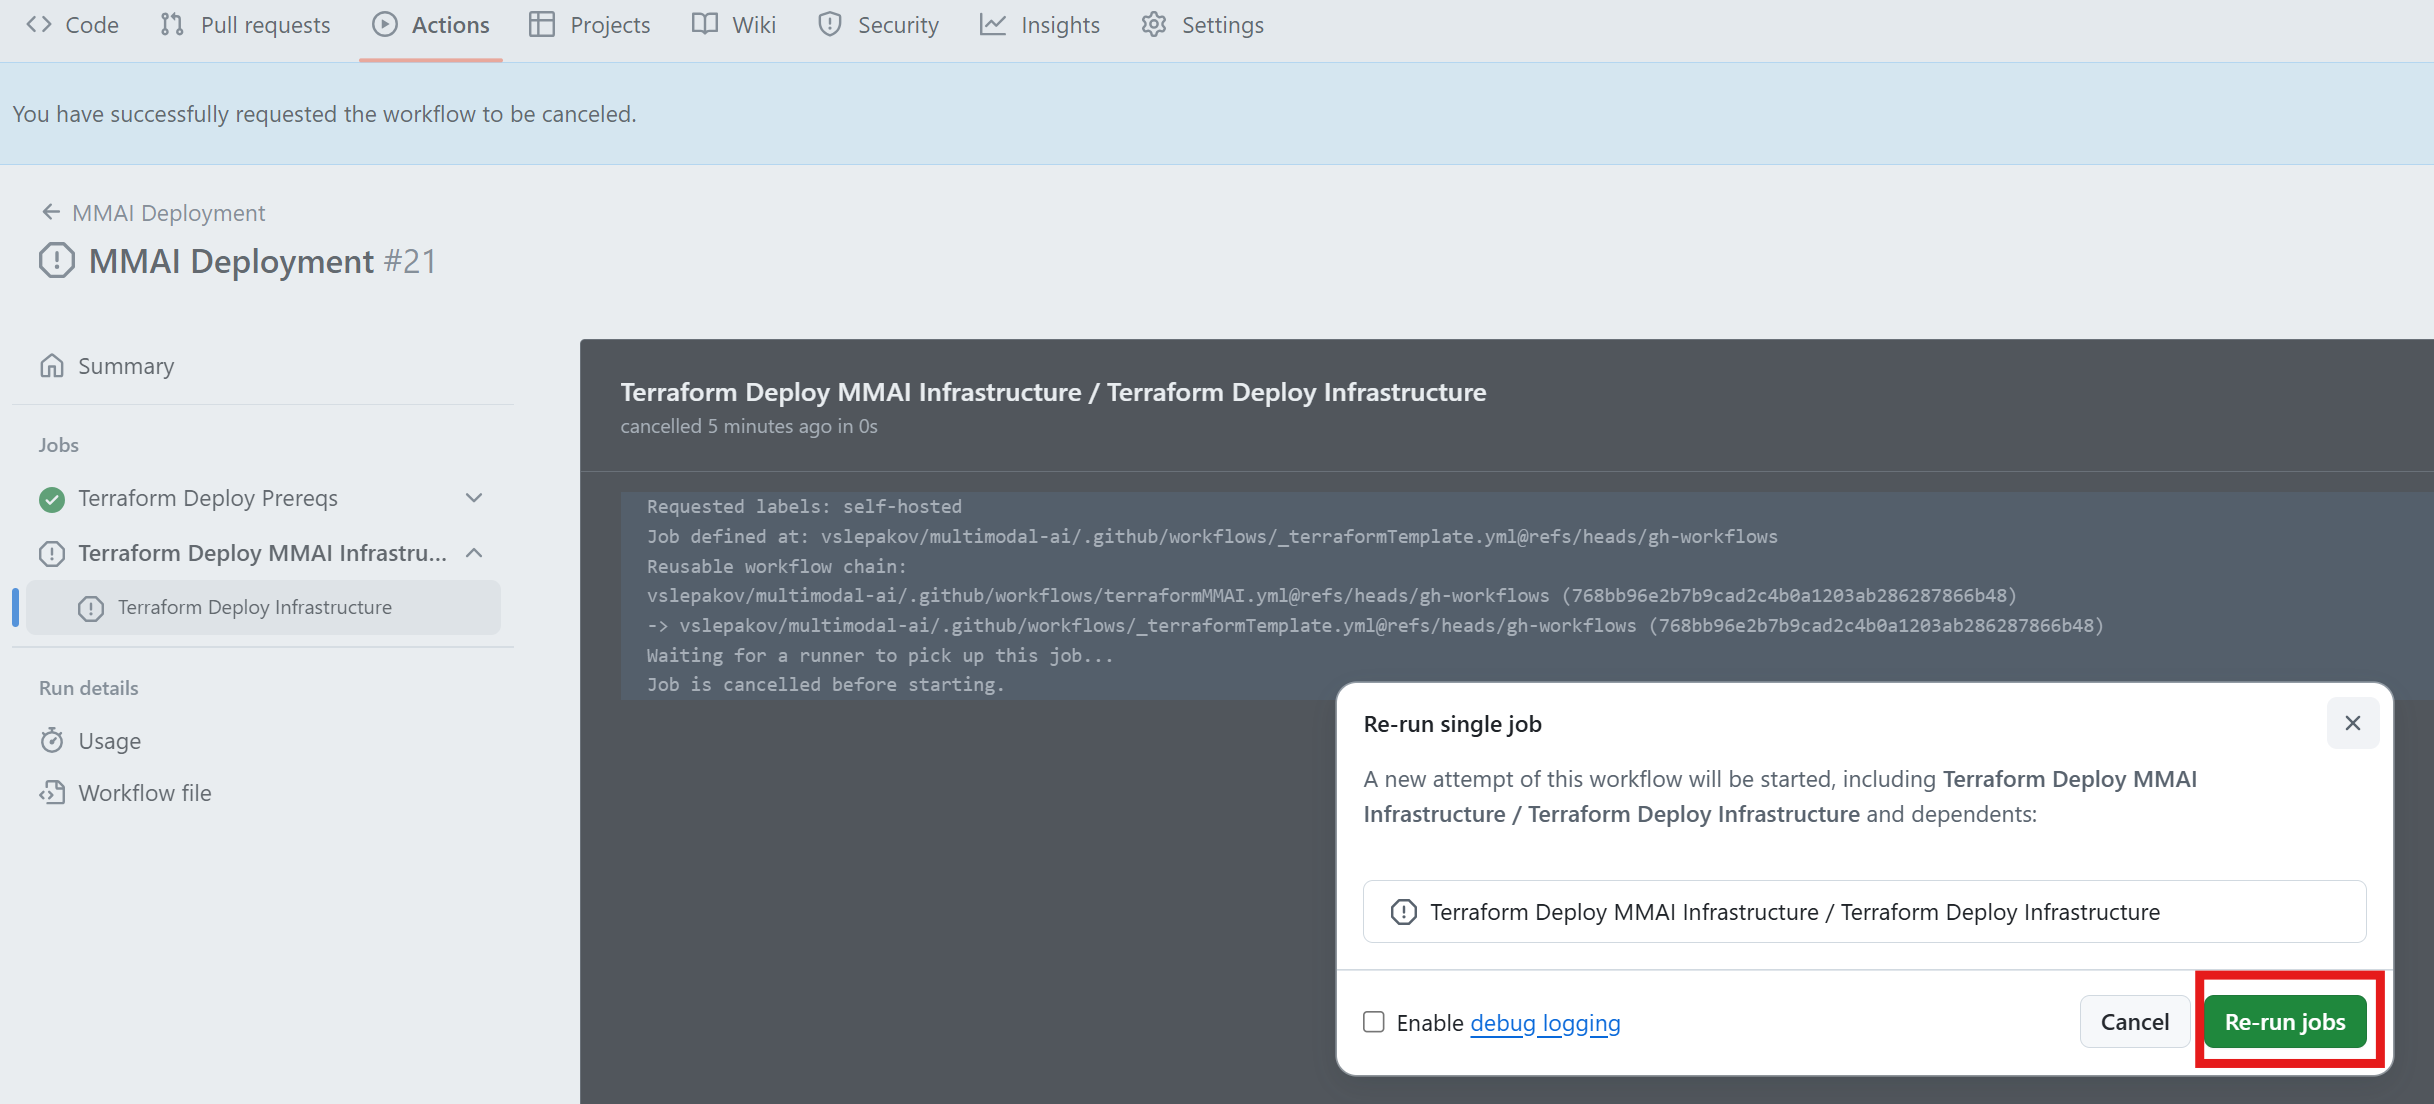 Code Pull requests Actions Projects Wiki Security Insights Settings
You have successfully requested the workflow to be canceled.
MMAI Deployment
MMAI Deployment #21
Summary
Jobs
Terraform Deploy Prereqs
Terraform Deploy MMAI Infrastru...
Terraform Deploy Infrastructure
Run details
Usage
Workflow file
Terraform Deploy MMAI Infrastructure / Terraform Deploy Infrastructure
cancelled 5 minutes ago in 0s
Requested labels: self-hosted
Job defined at: vslepakov/multimodal-ai/.github/workflows/_terraformTemplate.yml@refs/heads/gh-workflows
Reusable workflow chain:
vslepakov/multimodal-ai/.github/workflows/terraformMMAI.yml@refs/heads/gh-workflows (768bb96e2b7b9cad2c4b0a1203ab286287866b48)
-> vslepakov/multimodal-ai/.github/workflows/_terraformTemplate.yml@refs/heads/gh-workflows (768bb96e2b7b9cad2c4b0a1203ab286287866b48)
Waiting for a runner to pick up this job...
Job is cancelled before starting.
Re-run single job
A new attempt of this workflow will be started, including Terraform Deploy MMAI
Infrastructure / Terraform Deploy Infrastructure and dependents:
Terraform Deploy MMAI Infrastructure / Terraform Deploy Infrastructure
Enable debug logging
Cancel
Re-run jobs